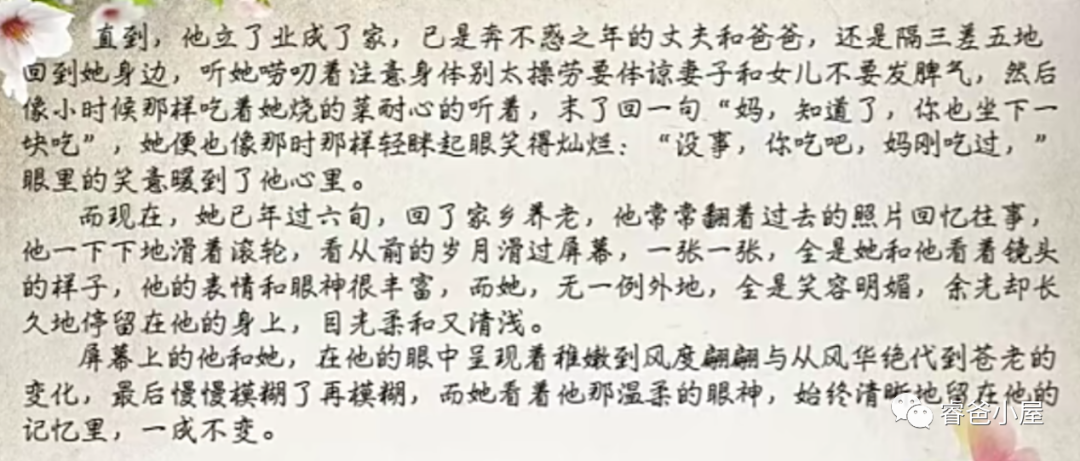 直到，他立了业成了家，已是奔不惑之年的丈夫和爸爸，还是隔三差五地
回到她身边，听她唠叨着注意身体别太操劳要体谅妻子和女儿不要发脾气，然后
像小时候那样吃着她烧的菜耐心的听着，末了回一句“妈，知道了，你也坐下一
块吃”，她便也像那时那样轻眯起眼笑得灿烂：“没事，你吃吧，妈刚吃过，”
眼里的笑意暖到了他心里。
而现在，她已年过六旬，回了家乡养老，他常常翻着过去的照片回忆往事，
他一下下地滑着滚轮，看从前的岁月滑过屏幕，一张一张，全是她和他看着镜头
的样子，他的表情和眼神很丰富，而她，无一例外地，全是笑容明媚，余光却长
久地停留在他的身上，目光柔和又清浅。
屏幕上的他和她，在他的眼中呈现着稚嫩到风度翩翩与从风华绝代到苍老的
变化，最后慢慢模糊了再模糊，而她看着他那温柔的眼神，始终清晰地留在他的
记忆里，一成不变。
睿爸小屋